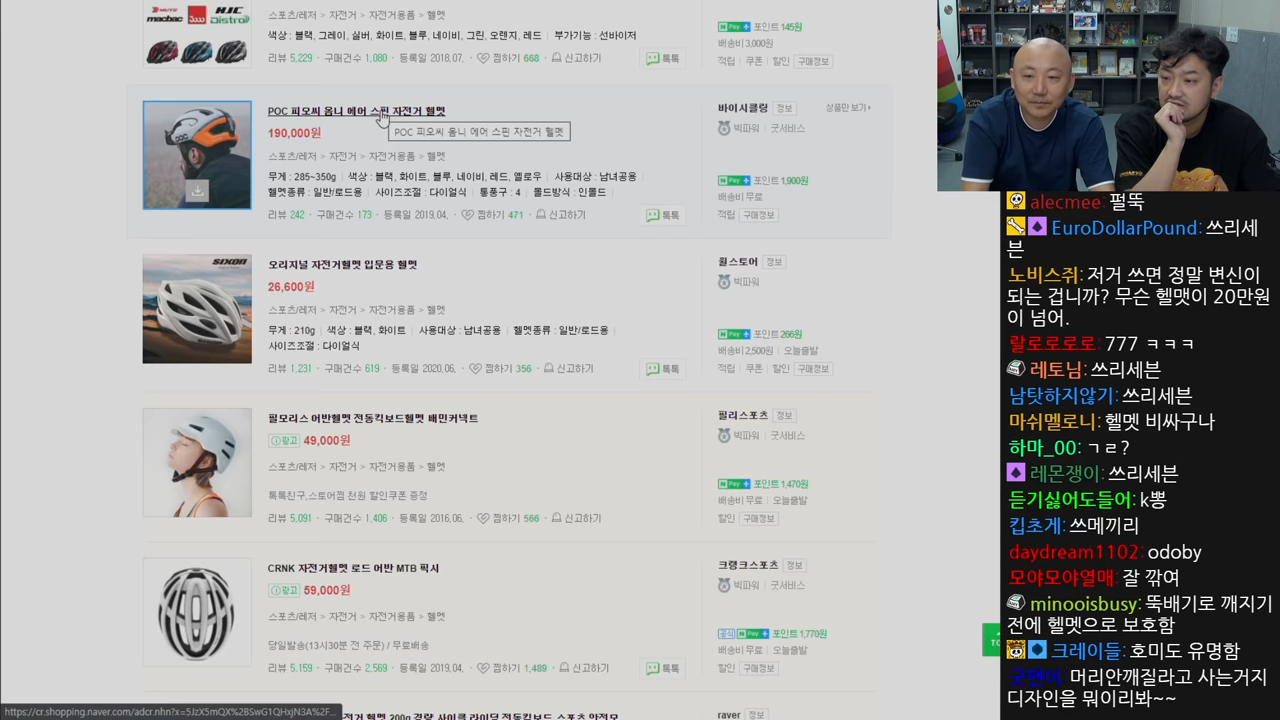 macbac
HJC
스포츠/레저 > 자전거 > 자전거용품 > 헬멧
색상 : 블랙, 그레이, 실버, 화이트, 블루, 네이비, 그린, 오렌지, 레드 | 부가기능 : 선바이저
리뷰 5,229 · 구매건수 1,080 · 등록일 2018.07. · 찜하기 668 · 신고하기
톡톡
N Pay + 포인트 145원
배송비 3,000원
적립 | 쿠폰 | 할인 구매정보
POC 피오씨 옴니 에어 스핀 자전거 헬멧
190,000원
POC 피오씨 옴니 에어 스핀 자전거 헬멧
스포츠/레저 > 자전거 > 자전거용품 > 헬멧
무게 : 285~350g | 색상 : 블랙, 화이트, 블루, 네이비, 레드, 옐로우 | 사용대상 : 남녀공용
헬멧종류 : 일반/로드용 | 사이즈조절 : 다이얼식 | 통풍구 : 4 | 몰드방식 : 인몰드
리뷰 242 · 구매건수 173 · 등록일 2019.04. · 찜하기 471 · 신고하기
톡톡
바이시클링 정보 상품만 보기
빅파워 | 굿서비스
N Pay + 포인트 1,900원
배송비 무료
적립 구매정보
SIXON
오리지널 자전거헬멧 입문용 헬멧
26,600원
스포츠/레저 > 자전거 > 자전거용품 > 헬멧
무게 : 210g | 색상 : 블랙, 화이트 | 사용대상 : 남녀공용 | 헬멧종류 : 일반/로드용
사이즈조절 : 다이얼식
리뷰 1,231 · 구매건수 619 · 등록일 2020.06. · 찜하기 356 · 신고하기
톡톡
휠스토어 정보
빅파워
N Pay + 포인트 266원
배송비 2,500원 | 오늘출발
적립 | 쿠폰 | 할인 구매정보
필모리스 어반헬멧 전동킥보드헬멧 배민커넥트
광고 49,000원
스포츠/레저 > 자전거 > 자전거용품 > 헬멧
톡톡친구,스토어찜 천원 할인쿠폰 증정
리뷰 5,091 · 구매건수 1,406 · 등록일 2016.06. · 찜하기 566 · 신고하기
필리스포츠 정보
빅파워 | 굿서비스
N Pay + 포인트 1,470원
배송비 무료 | 오늘출발
할인 구매정보
CRNK 자전거헬멧 로드 어반 MTB 픽시
광고 59,000원
스포츠/레저 > 자전거 > 자전거용품 > 헬멧
당일발송(13시30분 전 주문) / 무료배송
리뷰 5,159 · 구매건수 2,569 · 등록일 2019.04. · 찜하기 1,489 · 신고하기
톡톡
크랭크스포츠 정보
빅파워 | 굿서비스
공식 N Pay + 포인트 1,770원
배송비 무료 | 오늘출발
할인 구매정보
https://cr.shopping.naver.com/adcr.nhn?x=5JzX5mQX%2BSwG1QHxjN3A%2F...
raver 정보
alecmee: 펄뚝
EuroDollarPound: 쓰리세
븐
노비스쥐: 저거 쓰면 정말 변신이
되는 겁니까? 무슨 헬맷이 20만원
이 넘어.
랄로로로로: 777 ㅋㅋㅋ
레토님: 쓰리세븐
남탓하지않기: 쓰리세븐
마쉬멜로니: 헬멧 비싸구나
하마_00: ㄱㄹ?
레몬쟁이: 쓰리세븐
듣기싫어도들어: k뽕
킵초게: 쓰메끼리
daydream1102: odoby
모야모야열매: 잘 깎여
minooisbusy: 뚝배기로 깨지기
전에 헬멧으로 보호함
크레이들: 호미도 유명함
굿맨이: 머리안깨질라고 사는거지
디자인을 뭐이리봐~~